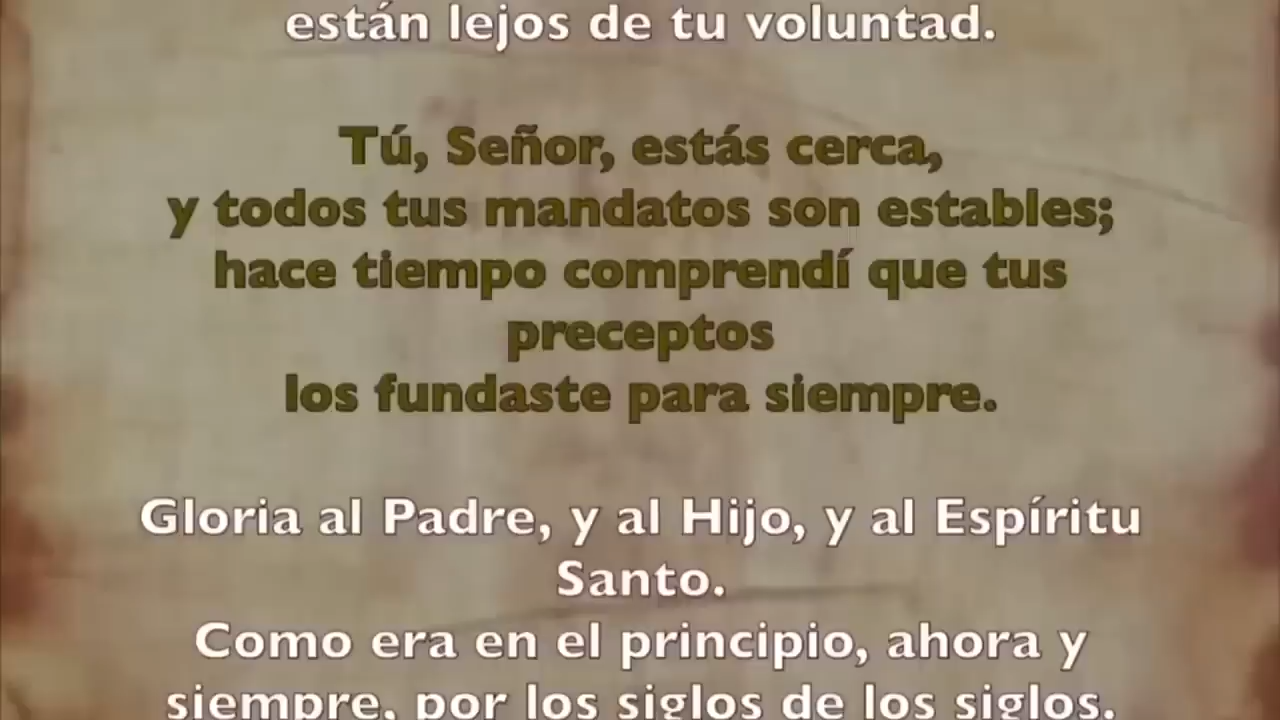 están lejos de tu voluntad.
Tú, Señor, estás cerca,
y todos tus mandatos son estables;
hace tiempo comprendí que tus
preceptos
los fundaste para siempre.
Gloria al Padre, y al Hijo, y al Espíritu
Santo.
Como era en el principio, ahora y
siempre, por los siglos de los siglos.